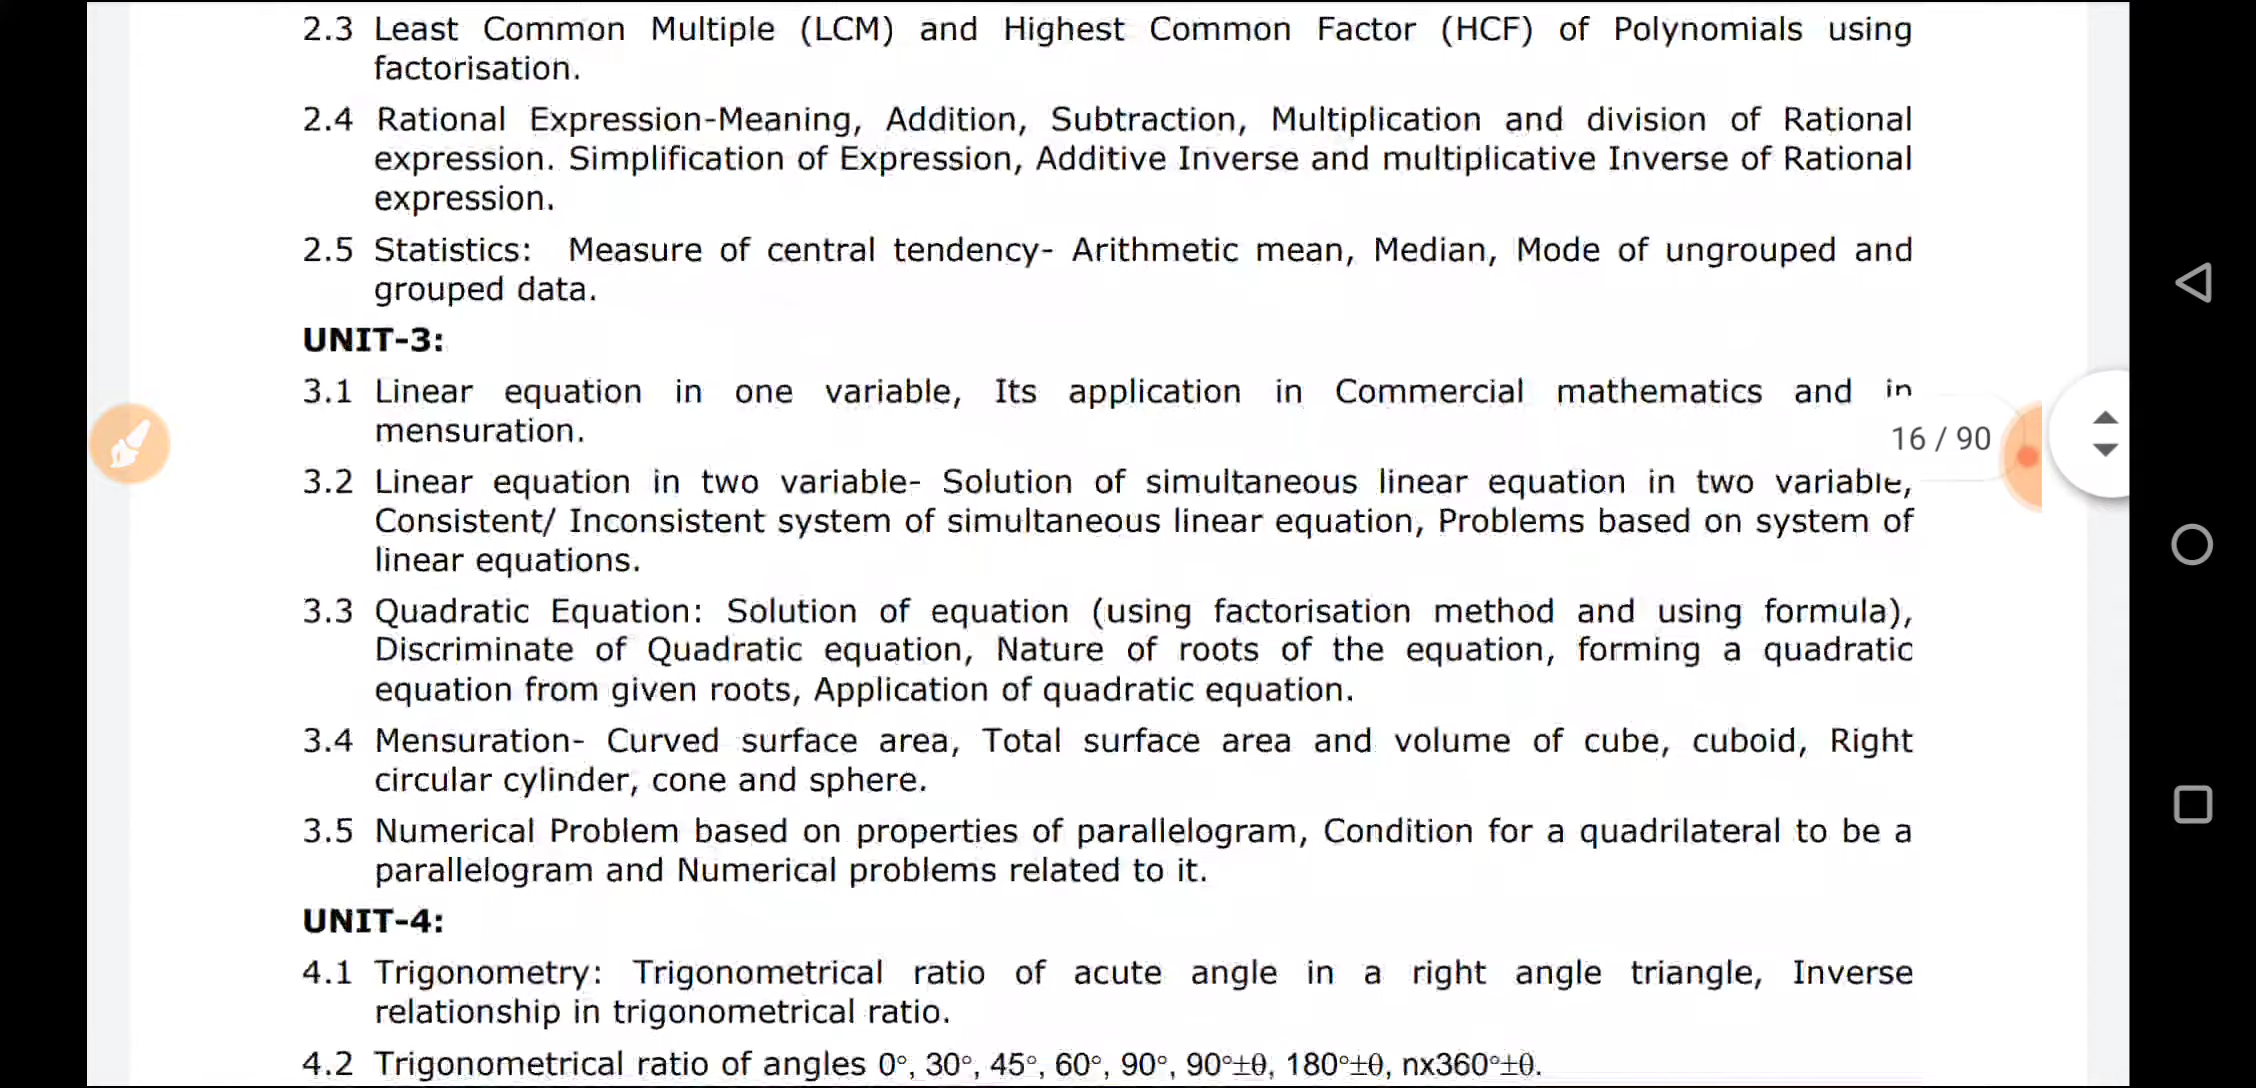 2.3 Least Common Multiple (LCM) and Highest Common Factor (HCF) of Polynomials using
factorisation.
2.4 Rational Expression-Meaning, Addition, Subtraction, Multiplication and division of Rational
expression. Simplification of Expression, Additive Inverse and multiplicative Inverse of Rational
expression.
2.5 Statistics: Measure of central tendency- Arithmetic mean, Median, Mode of ungrouped and
grouped data.
UNIT-3:
3.1 Linear equation in one variable, Its application in Commercial mathematics and in
mensuration.
16 / 90
3.2 Linear equation in two variable- Solution of simultaneous linear equation in two variable,
Consistent/ Inconsistent system of simultaneous linear equation, Problems based on system of
linear equations.
3.3 Quadratic Equation: Solution of equation (using factorisation method and using formula),
Discriminate of Quadratic equation, Nature of roots of the equation, forming a quadratic
equation from given roots, Application of quadratic equation.
3.4 Mensuration- Curved surface area, Total surface area and volume of cube, cuboid, Right
circular cylinder, cone and sphere.
3.5 Numerical Problem based on properties of parallelogram, Condition for a quadrilateral to be a
parallelogram and Numerical problems related to it.
UNIT-4:
4.1 Trigonometry: Trigonometrical ratio of acute angle in a right angle triangle, Inverse
relationship in trigonometrical ratio.
4.2 Trigonometrical ratio of angles 0°, 30°, 45°, 60°, 90°, 90°±θ, 180°±θ, nx360°±θ.